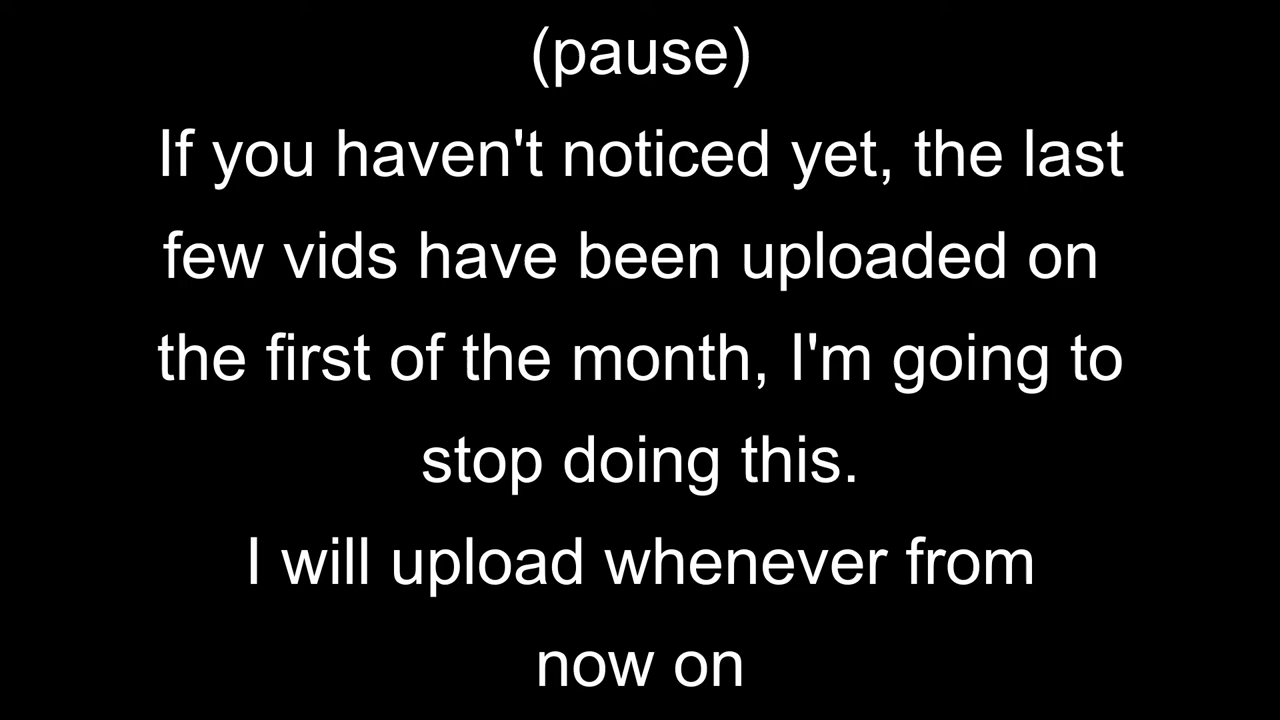 (pause)
If you haven't noticed yet, the last
few vids have been uploaded on
the first of the month, I'm going to
stop doing this.
I will upload whenever from
now on